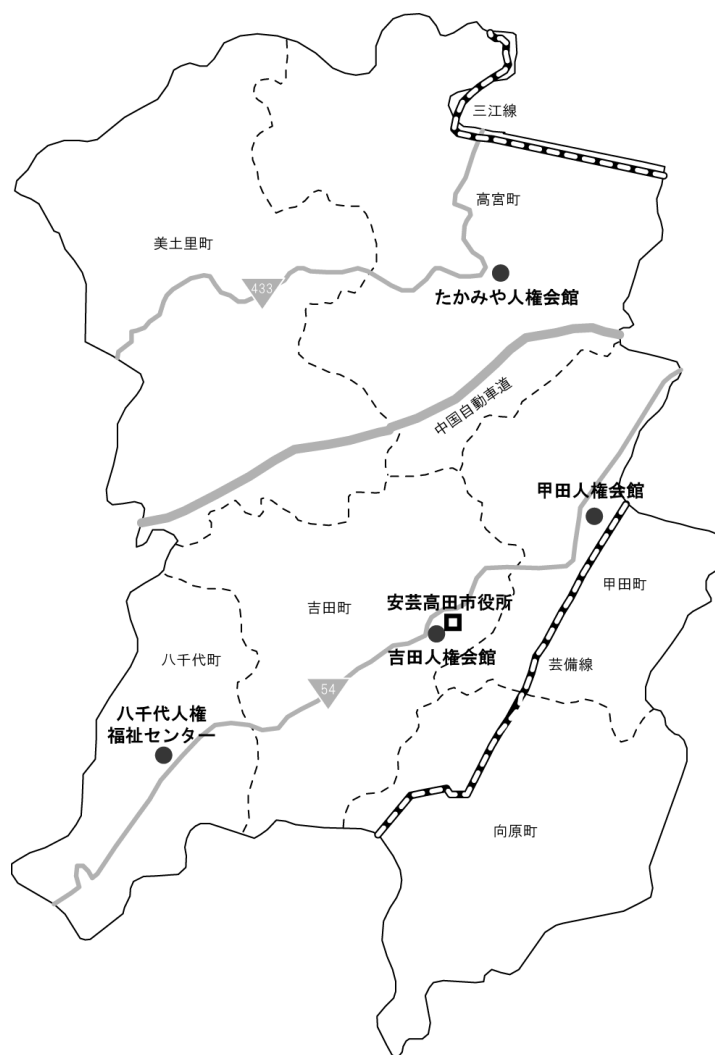 三江線
高宮町
美土里町
433
たかみや人権会館
中国自動車道
甲田人権会館
甲田町
吉田町
安芸高田市役所
八千代町
吉田人権会館
芸備線
54
八千代人権
福祉センター
向原町